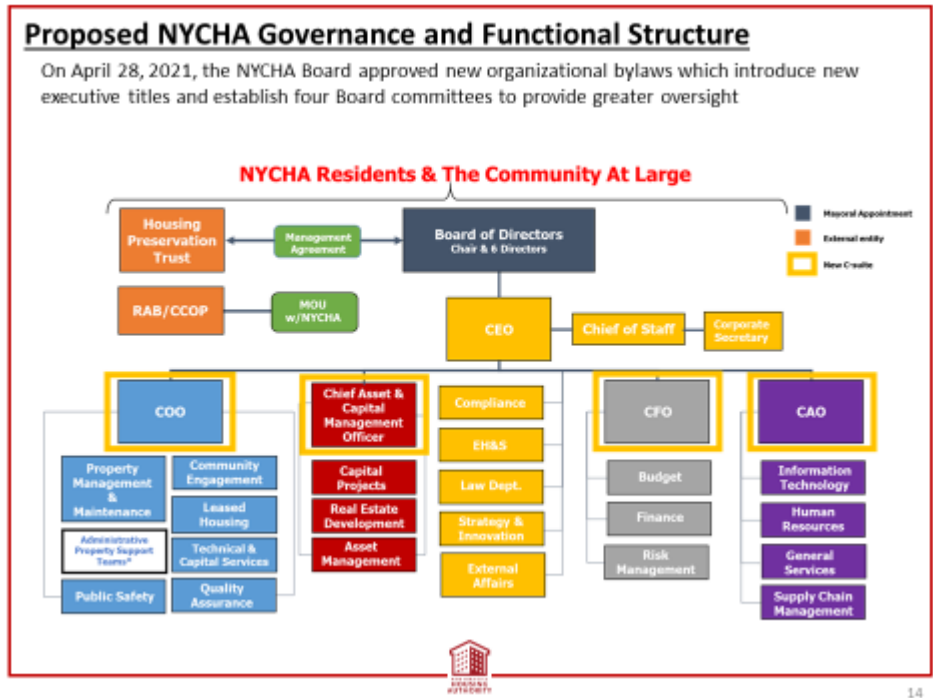 Proposed NYCHA Governance and Functional Structure
On April 28, 2021, the NYCHA Board approved new organizational bylaws which introduce new
executive titles and establish four Board committees to provide greater oversight
NYCHA Residents & The Community At Large
Housing
Preservation
Trust
Management
Agreement
Board of Directors
Chair & 6 Directors
Mayoral Appointment
External entity
New C-suite
RAB/CCOP
MOU
w/NYCHA
CEO
Chief of Staff
Corporate
Secretary
COO
Chief Asset &
Capital
Management
Officer
Compliance
CFO
CAO
Property
Management
&
Maintenance
Community
Engagement
Leased
Housing
Administrative
Property Support
Teams*
Technical &
Capital Services
Public Safety
Quality
Assurance
Capital
Projects
Real Estate
Development
Asset
Management
EH&S
Law Dept.
Strategy &
Innovation
External
Affairs
Budget
Finance
Risk
Management
Information
Technology
Human
Resources
General
Services
Supply Chain
Management
HOUSING
AUTHORITY
14